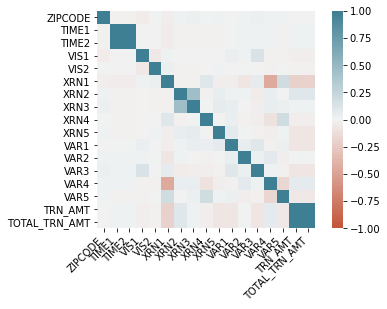 ZIPCODE
TIME1
TIME2
VIS1
VIS2
XRN1
XRN2
XRN3
XRN4
XRN5
VAR1
VAR2
VAR3
VAR4
VAR5
TRN_AMT
TOTAL_TRN_AMT
ZIPCODE
TIME1
TIME2
VIS1
VIS2
XRN1
XRN2
XRN3
XRN4
XRN5
VAR1
VAR2
VAR3
VAR4
VAR5
TRN_AMT
TOTAL_TRN_AMT
1.00
0.75
0.50
0.25
0.00
−0.25
−0.50
−0.75
−1.00